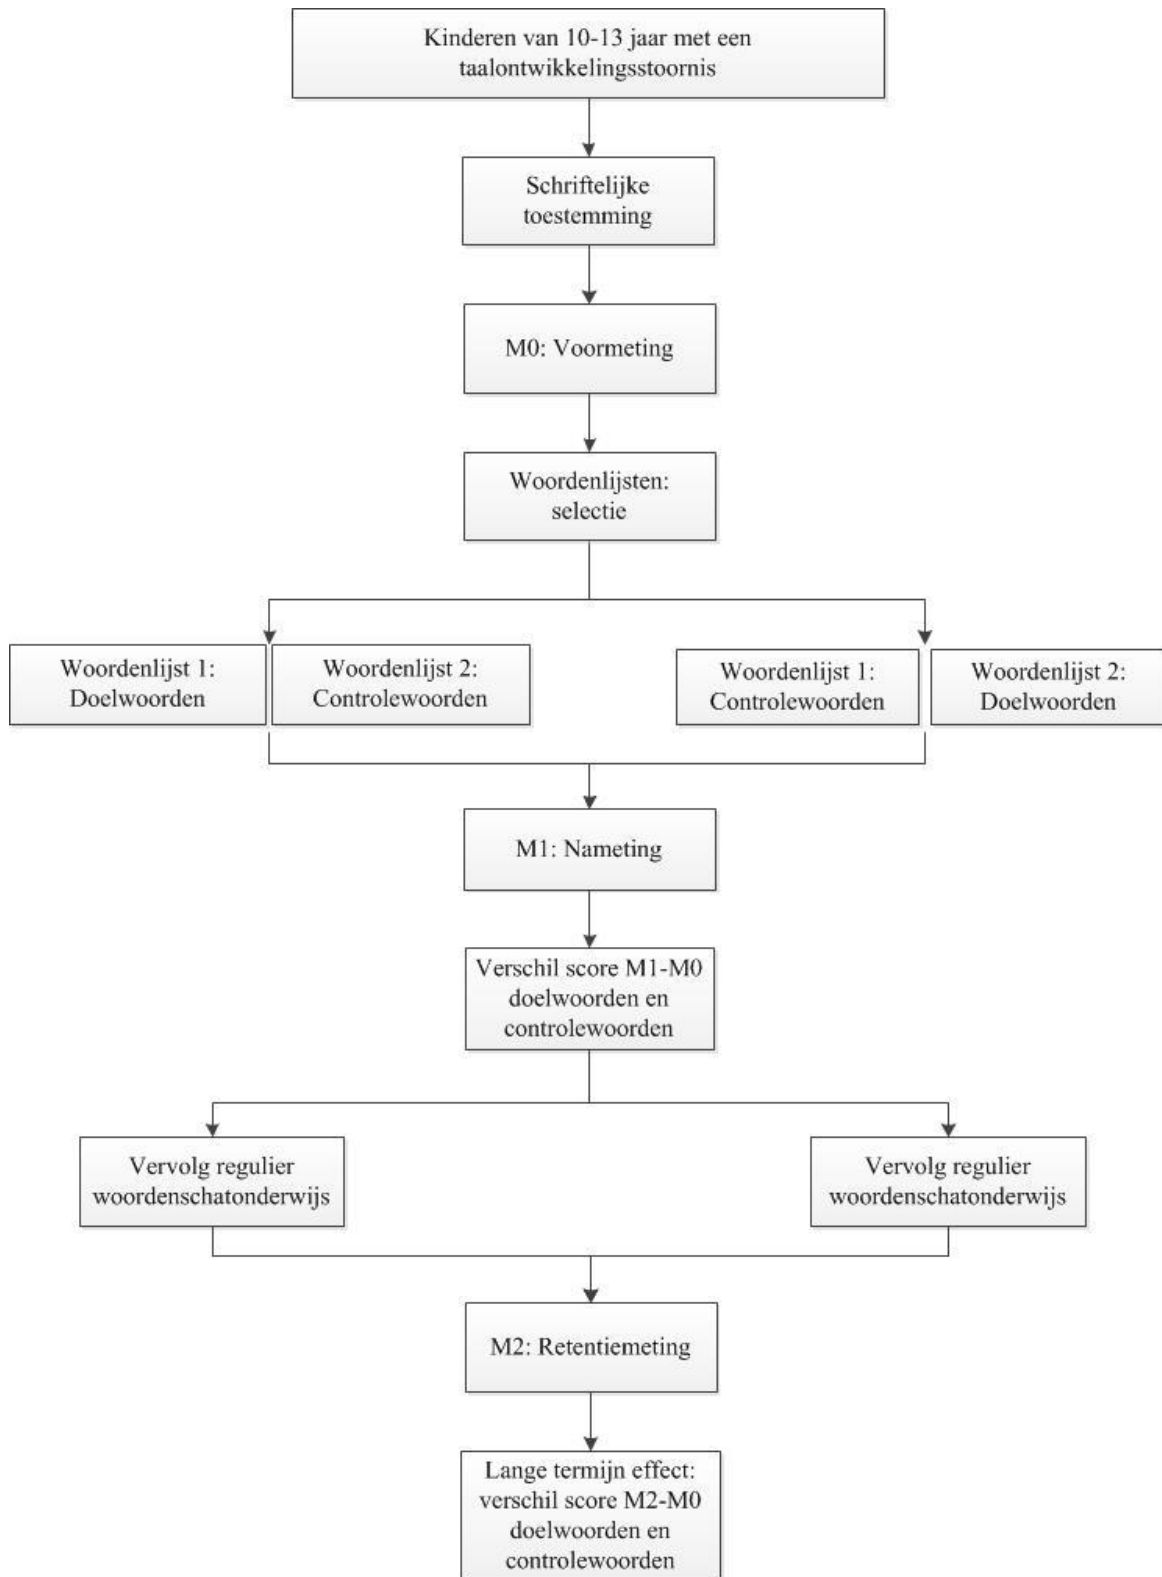 Kinderen van 10-13 jaar met een
taalontwikkelingsstoornis
Schriftelijke
toestemming
M0: Voormeting
Woordenlijsten:
selectie
Woordenlijst 1:
Doelwoorden
Woordenlijst 2:
Controlewoorden
Woordenlijst 1:
Controlewoorden
Woordenlijst 2:
Doelwoorden
M1: Nameting
Verschil score M1-M0
doelwoorden en
controlewoorden
Vervolg regulier
woordenschatonderwijs
Vervolg regulier
woordenschatonderwijs
M2: Retentiemeting
Lange termijn effect:
verschil score M2-M0
doelwoorden en
controlewoorden